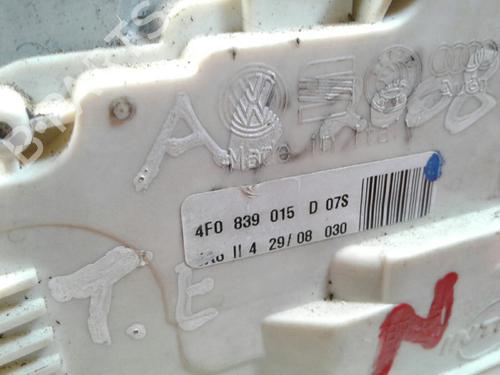 A
Made in Italy
4F0 839 015 D 07S
II 4 29/08 030
T.E
N